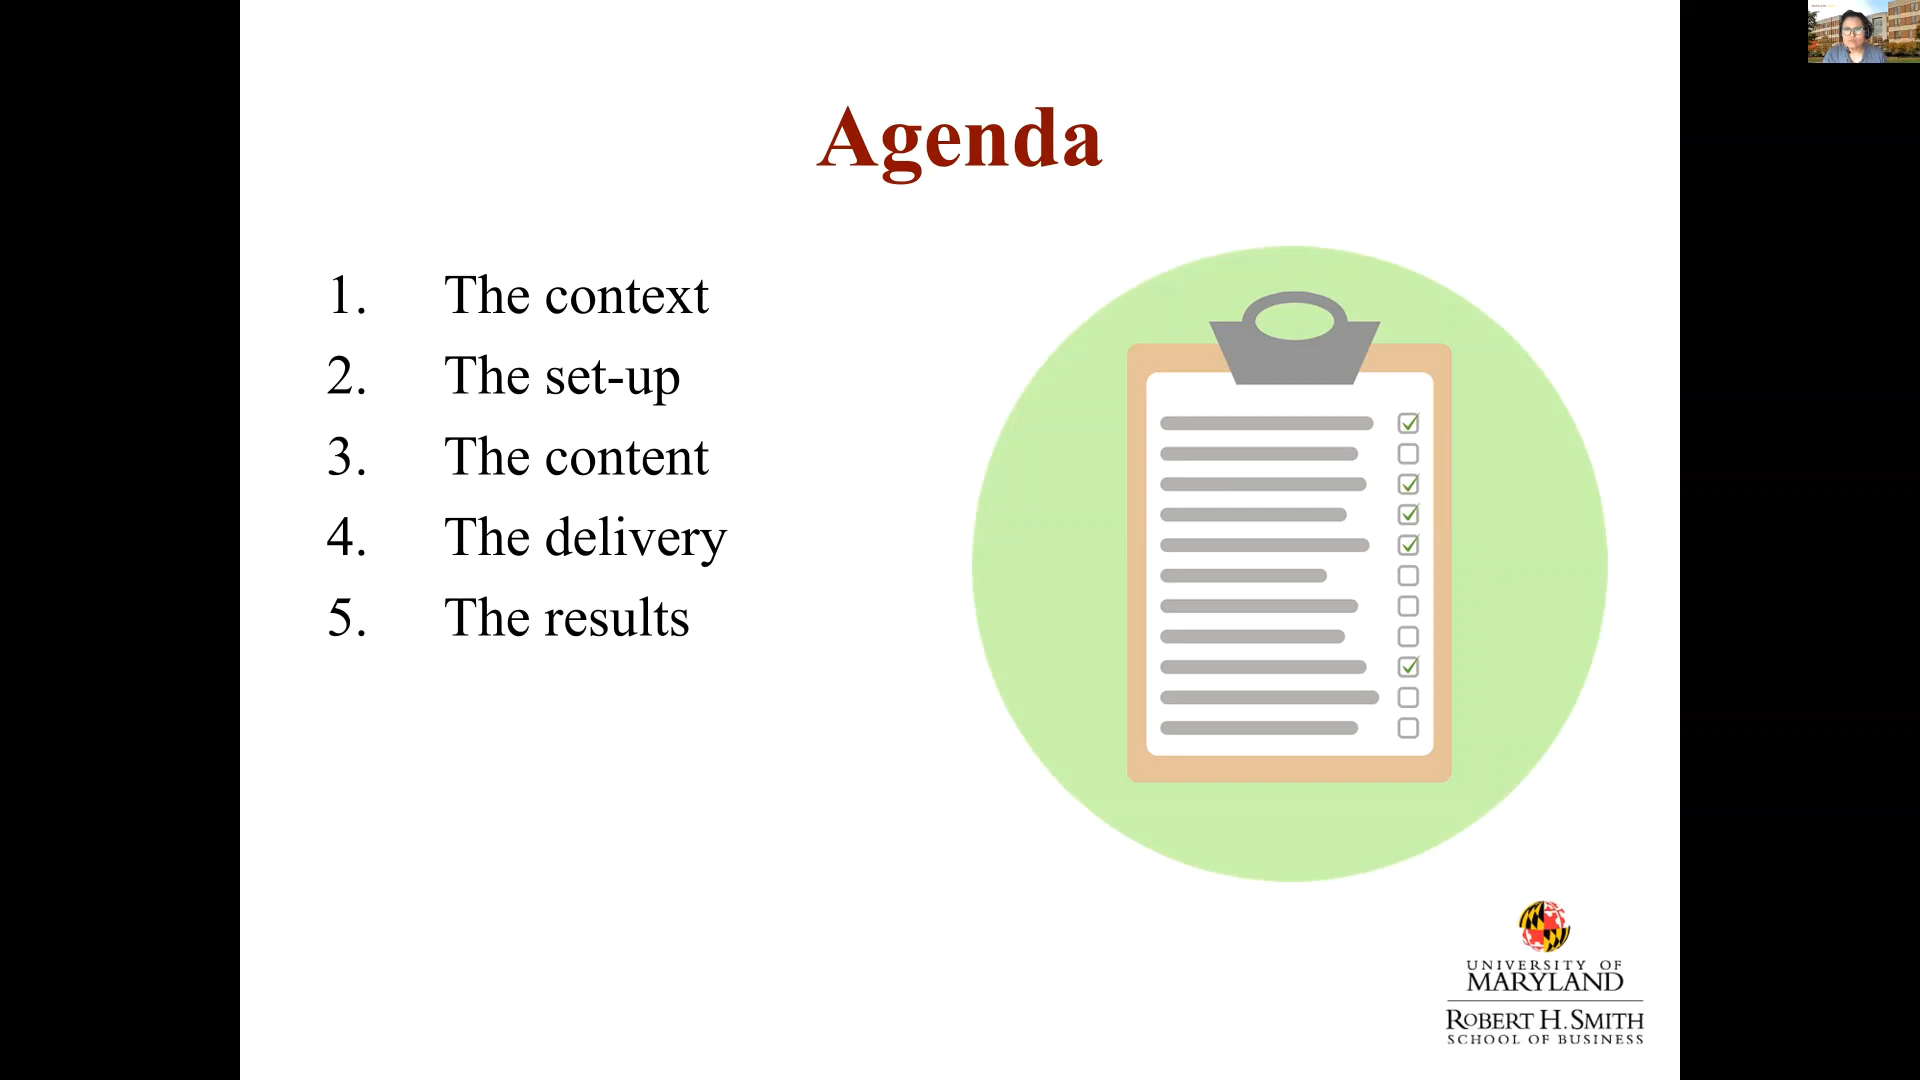 Agenda
1. The context
2. The set-up
3. The content
4. The delivery
5. The results
UNIVERSITY OF
MARYLAND
ROBERT H. SMITH
SCHOOL OF BUSINESS